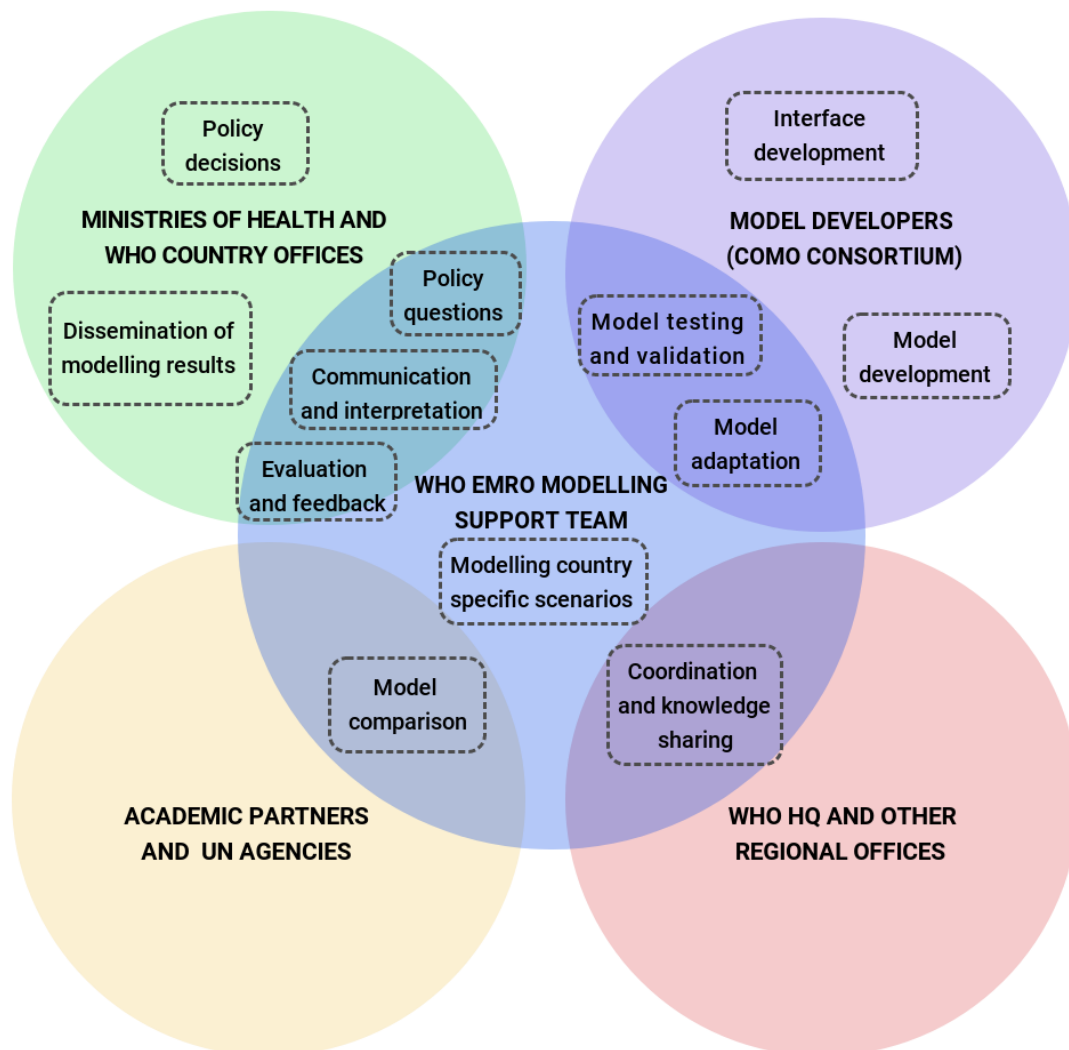 Policy
decisions
MINISTRIES OF HEALTH AND
WHO COUNTRY OFFICES
Dissemination of
modelling results
Policy
questions
Communication
and interpretation
Evaluation
and feedback
Interface
development
MODEL DEVELOPERS
(COMO CONSORTIUM)
Model testing
and validation
Model
development
Model
adaptation
WHO EMRO MODELLING
SUPPORT TEAM
Modelling country
specific scenarios
Model
comparison
Coordination
and knowledge
sharing
ACADEMIC PARTNERS
AND UN AGENCIES
WHO HQ AND OTHER
REGIONAL OFFICES